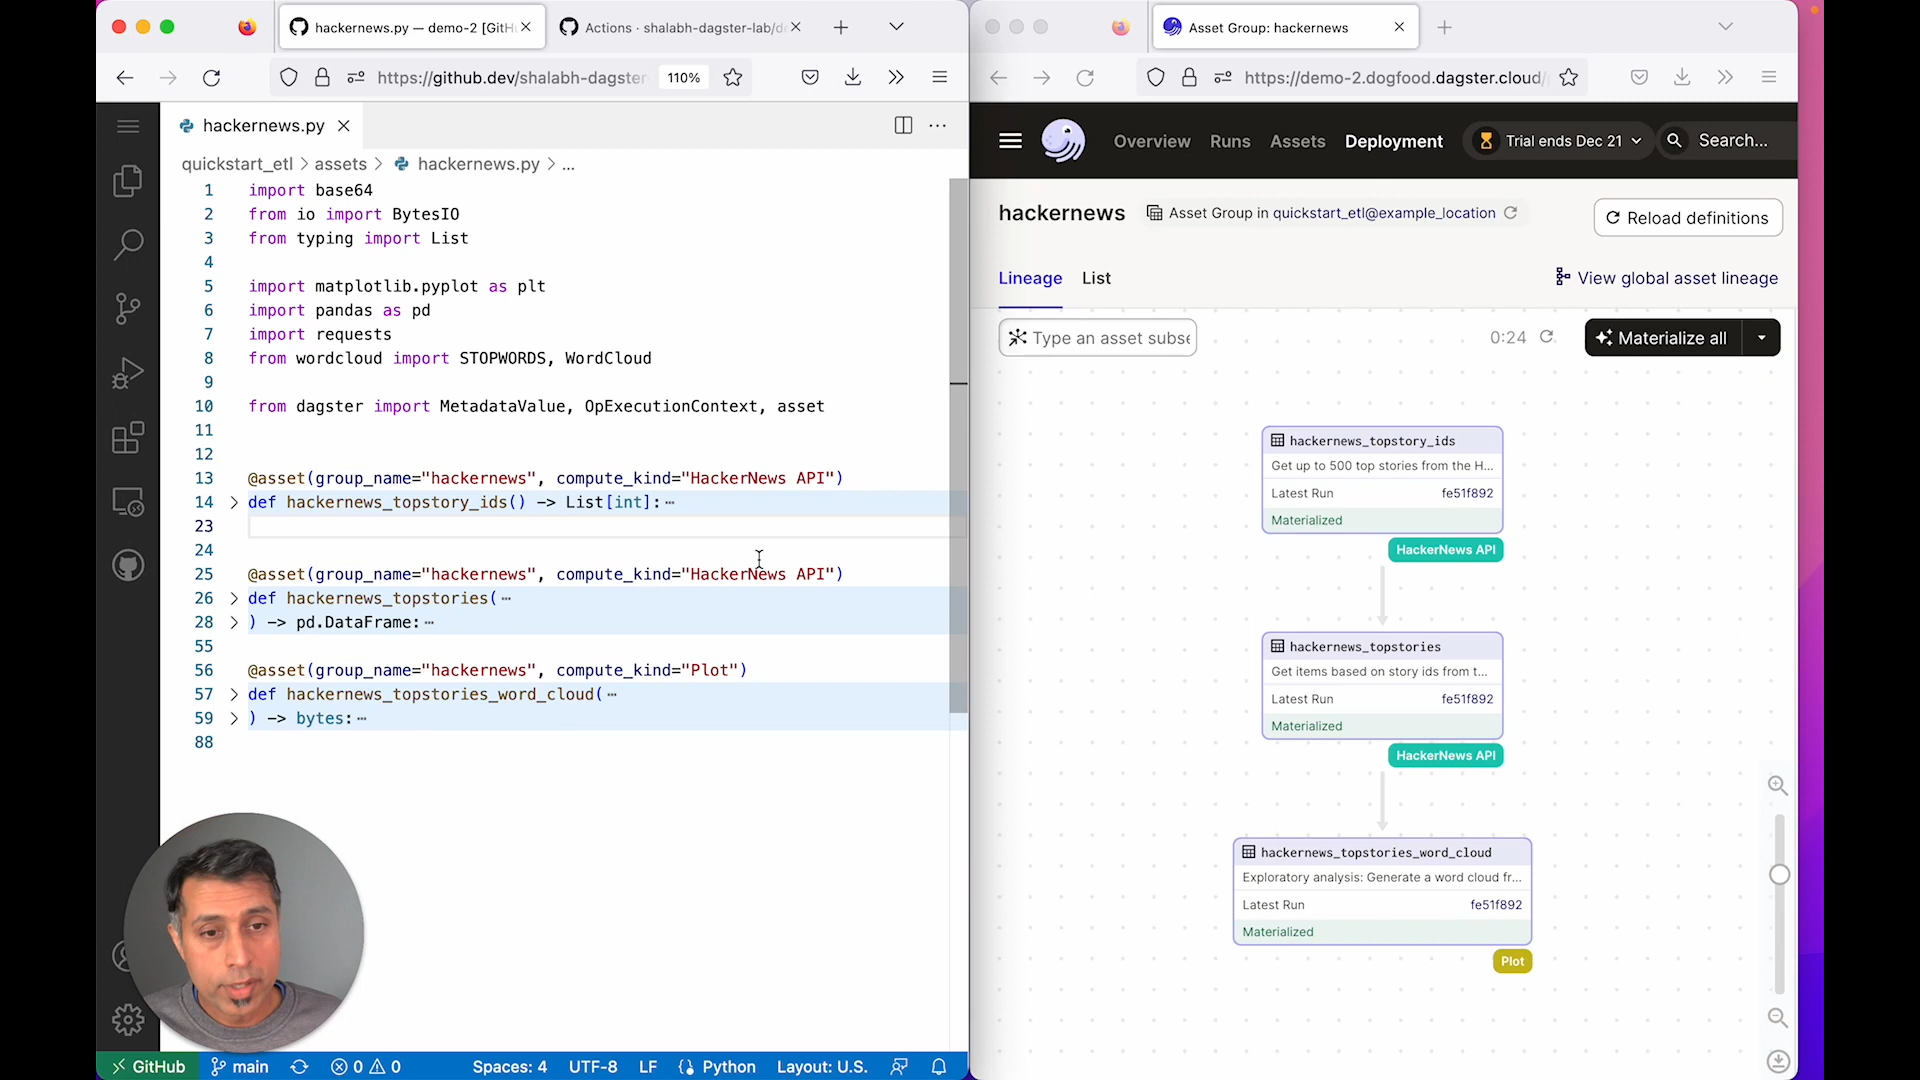 hackernews.py — demo-2 [GitH
Actions · shalabh-dagster-lab/de
https://github.dev/shalabh-dagster
110%
hackernews.py
quickstart_etl > assets > hackernews.py > ...
1 import base64
2 from io import BytesIO
3 from typing import List
4
5 import matplotlib.pyplot as plt
6 import pandas as pd
7 import requests
8 from wordcloud import STOPWORDS, WordCloud
9
10 from dagster import MetadataValue, OpExecutionContext, asset
11
12
13 @asset(group_name="hackernews", compute_kind="HackerNews API")
14 def hackernews_topstory_ids() -> List[int]:⋯
23
24
25 @asset(group_name="hackernews", compute_kind="HackerNews API")
26 def hackernews_topstories(⋯
28 ) -> pd.DataFrame:⋯
55
56 @asset(group_name="hackernews", compute_kind="Plot")
57 def hackernews_topstories_word_cloud(⋯
59 ) -> bytes:⋯
88
GitHub main 0 0 Spaces: 4 UTF-8 LF Python Layout: U.S.
Asset Group: hackernews
https://demo-2.dogfood.dagster.cloud/
Overview Runs Assets Deployment Trial ends Dec 21 Search...
hackernews Asset Group in quickstart_etl@example_location Reload definitions
Lineage List View global asset lineage
Type an asset subse 0:24 Materialize all
hackernews_topstory_ids
Get up to 500 top stories from the H...
Latest Run fe51f892
Materialized
HackerNews API
hackernews_topstories
Get items based on story ids from t...
Latest Run fe51f892
Materialized
HackerNews API
hackernews_topstories_word_cloud
Exploratory analysis: Generate a word cloud fr...
Latest Run fe51f892
Materialized
Plot